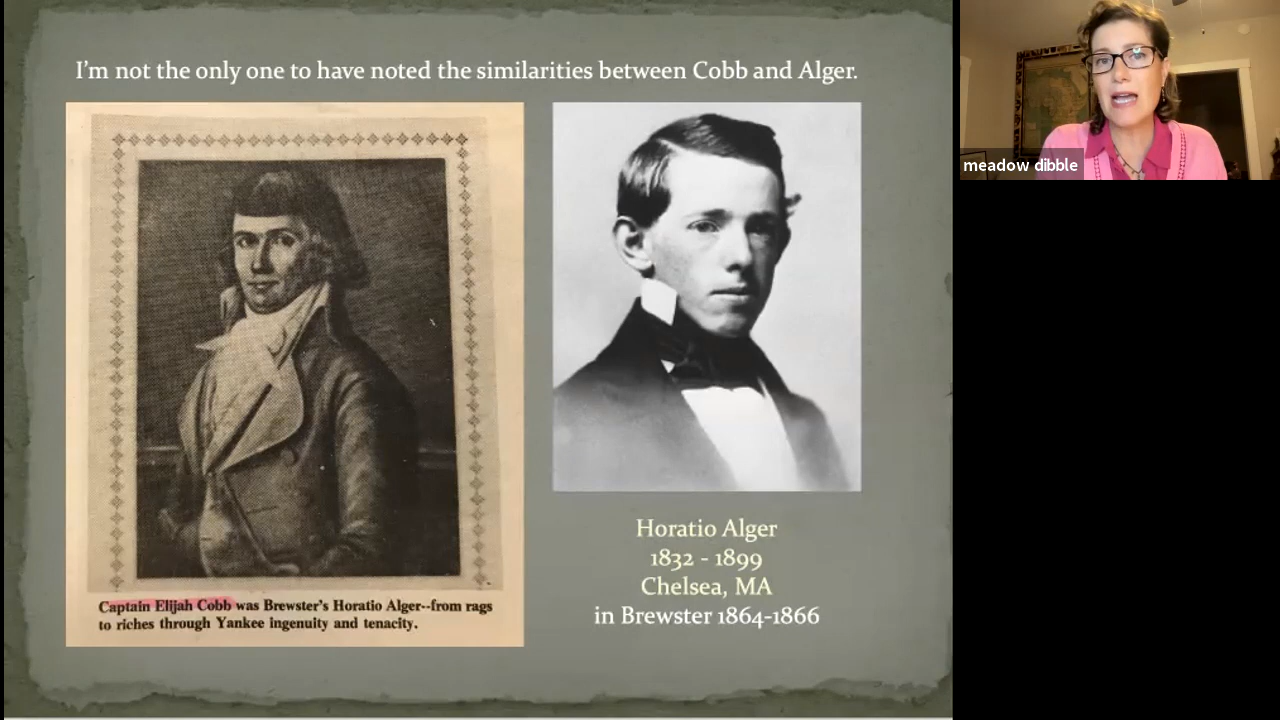 I'm not the only one to have noted the similarities between Cobb and Alger.
Captain Elijah Cobb was Brewster's Horatio Alger--from rags
to riches through Yankee ingenuity and tenacity.
Horatio Alger
1832 - 1899
Chelsea, MA
in Brewster 1864-1866
meadow dibble